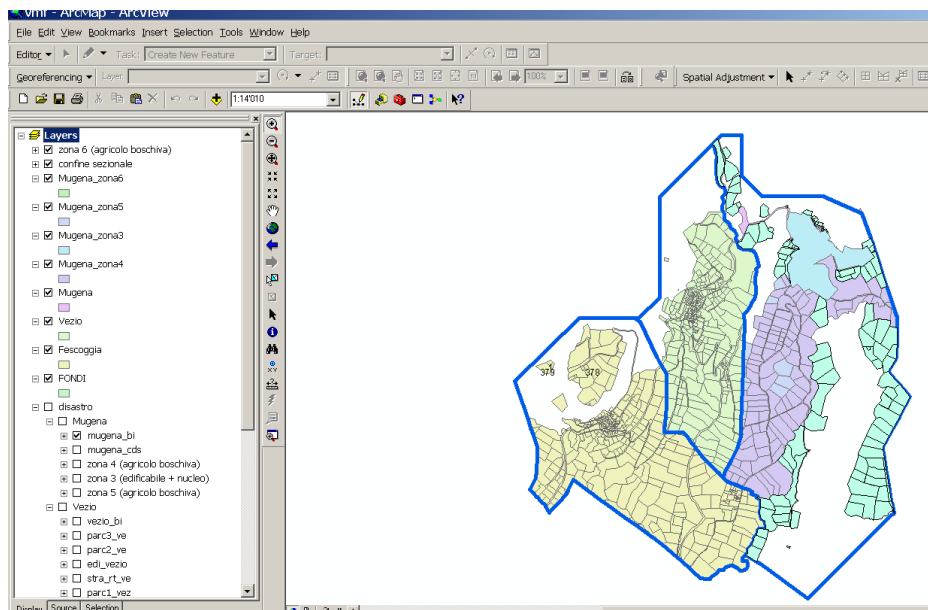 vmf - ArcMap - ArcView
File Edit View Bookmarks Insert Selection Tools Window Help
Editor Task: Create New Feature Target:
Georeferencing Layer: 100% Spatial Adjustment
1:14'010
Layers
zona 6 (agricolo boschiva)
confine sezionale
Mugena_zona6
Mugena_zona5
Mugena_zona3
Mugena_zona4
Mugena
Vezio
Fescoggia
FONDI
disastro
Mugena
mugena_bi
mugena_cds
zona 4 (agricolo boschiva)
zona 3 (edificabile + nucleo)
zona 5 (agricolo boschiva)
Vezio
vezio_bi
parc3_ve
parc2_ve
edi_vezio
stra_rt_ve
parc1_vez
Display Source Selection
379 378